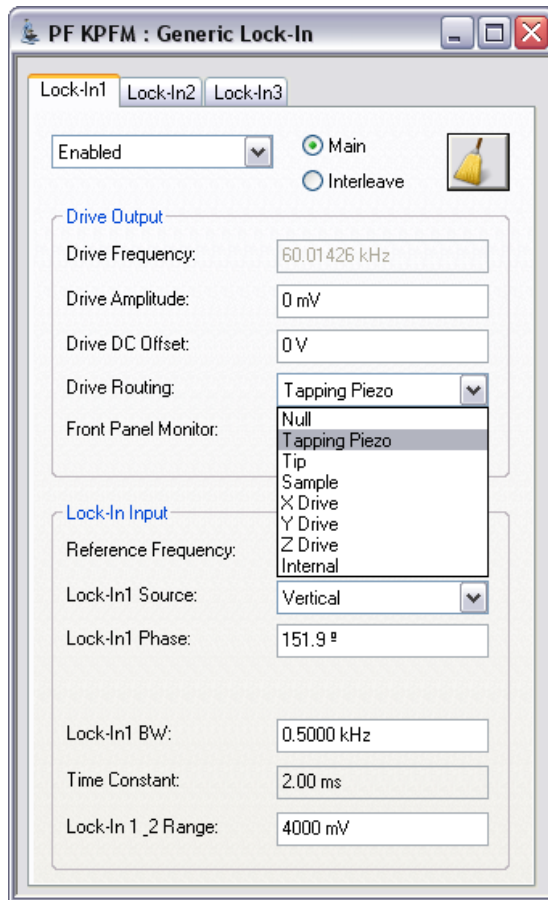 PF KPFM : Generic Lock-In
Lock-In1 Lock-In2 Lock-In3
Enabled
Main
Interleave
Drive Output
Drive Frequency: 60.01426 kHz
Drive Amplitude: 0 mV
Drive DC Offset: 0 V
Drive Routing: Tapping Piezo
Front Panel Monitor:
Null
Tapping Piezo
Tip
Sample
X Drive
Y Drive
Z Drive
Internal
Lock-In Input
Reference Frequency:
Lock-In1 Source: Vertical
Lock-In1 Phase: 151.9 º
Lock-In1 BW: 0.5000 kHz
Time Constant: 2.00 ms
Lock-In 1_2 Range: 4000 mV